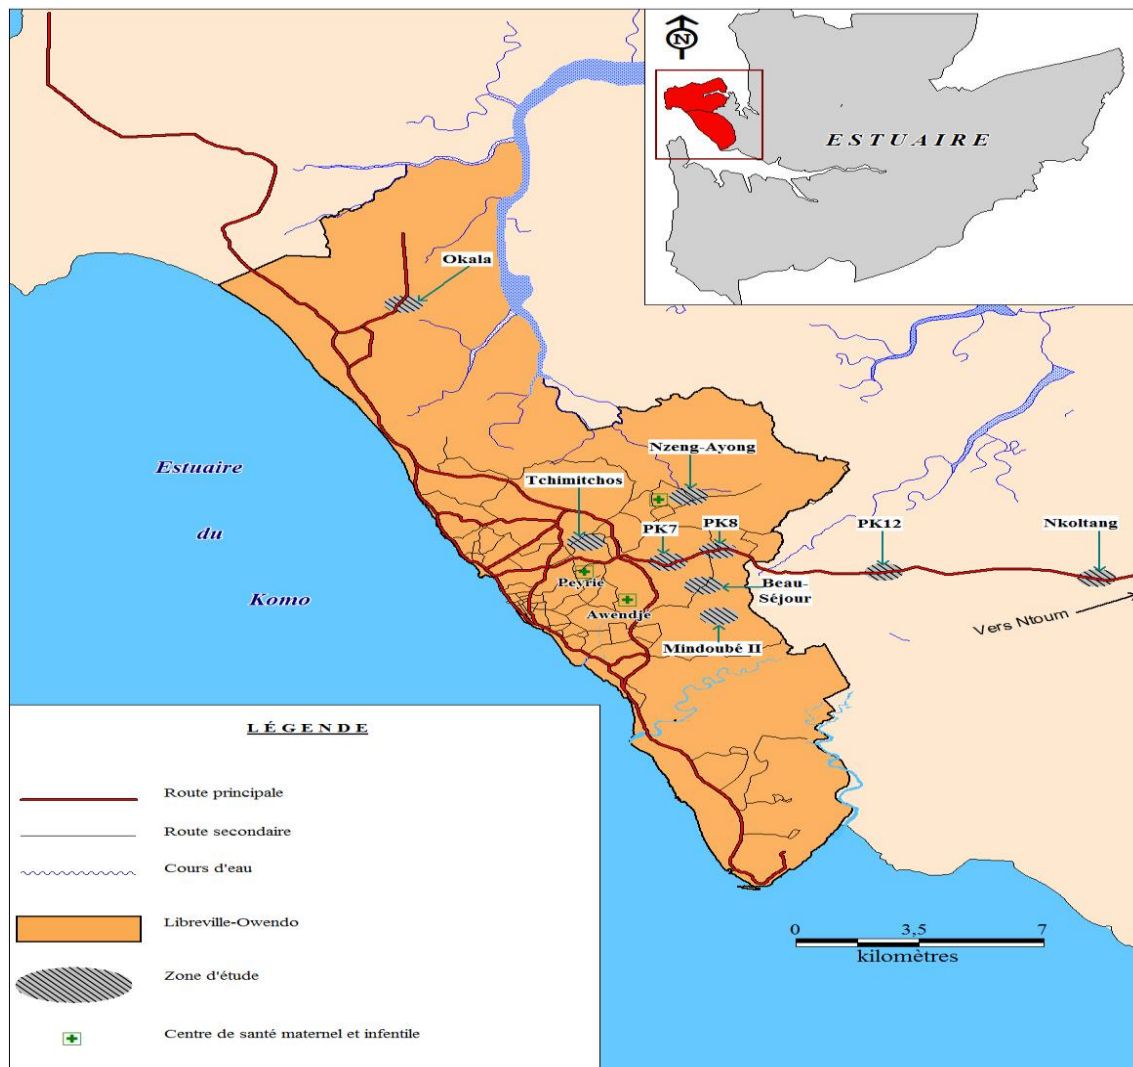 N
ESTUAIRE
Okala
Nzeng-Ayong
Tchimitchos
PK7
PK8
PK12
Nkoltang
Estuaire
du
Komo
Peyrie
Beau-
Séjour
Awendjé
Vers Ntoum
Mindoubé II
LÉGENDE
Route principale
Route secondaire
Cours d'eau
Libreville-Owendo
Zone d'étude
Centre de santé maternel et infentile
0 3,5 7
kilomètres